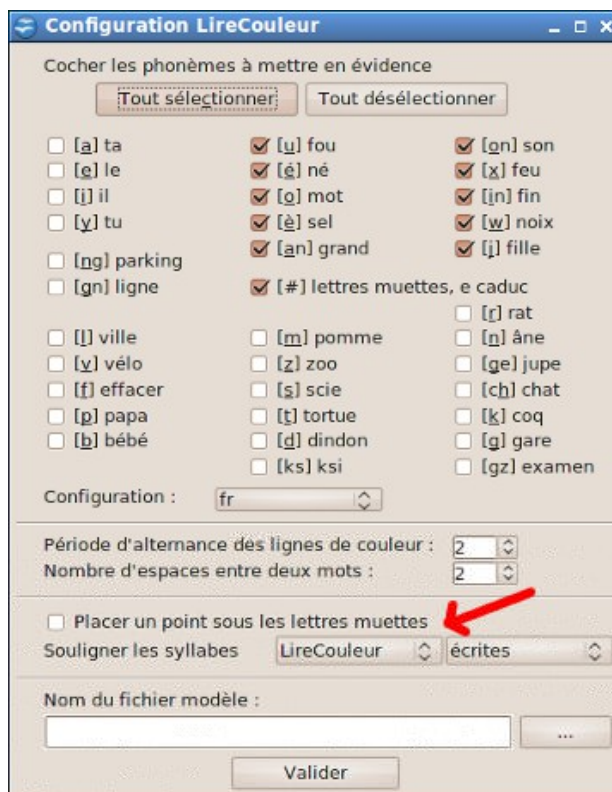 Configuration LireCouleur
Cocher les phonèmes à mettre en évidence
Tout sélectionner Tout désélectionner
[a] ta [u] fou [on] son
[e] le [é] né [x] feu
[i] il [o] mot [in] fin
[y] tu [è] sel [w] noix
[an] grand [j] fille
[ng] parking
[gn] ligne [#] lettres muettes, e caduc
[r] rat
[l] ville [m] pomme [n] âne
[v] vélo [z] zoo [ge] jupe
[f] effacer [s] scie [ch] chat
[p] papa [t] tortue [k] coq
[b] bébé [d] dindon [g] gare
[ks] ksi [gz] examen
Configuration : fr
Période d'alternance des lignes de couleur : 2
Nombre d'espaces entre deux mots : 2
Placer un point sous les lettres muettes
Souligner les syllabes LireCouleur écrites
Nom du fichier modèle :
...
Valider